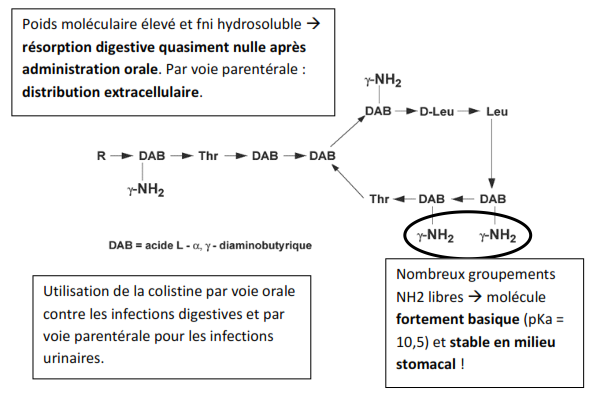 Poids moléculaire élevé et fni hydrosoluble →
résorption digestive quasiment nulle après
administration orale. Par voie parentérale :
distribution extracellulaire.
γ-NH2
DAB → D-Leu → Leu
R → DAB → Thr → DAB → DAB
γ-NH2
Thr ← DAB ← DAB
γ-NH2 γ-NH2
DAB = acide L - α, γ - diaminobutyrique
Utilisation de la colistine par voie orale
contre les infections digestives et par
voie parentérale pour les infections
urinaires.
Nombreux groupements
NH2 libres → molécule
fortement basique (pKa =
10,5) et stable en milieu
stomacal !